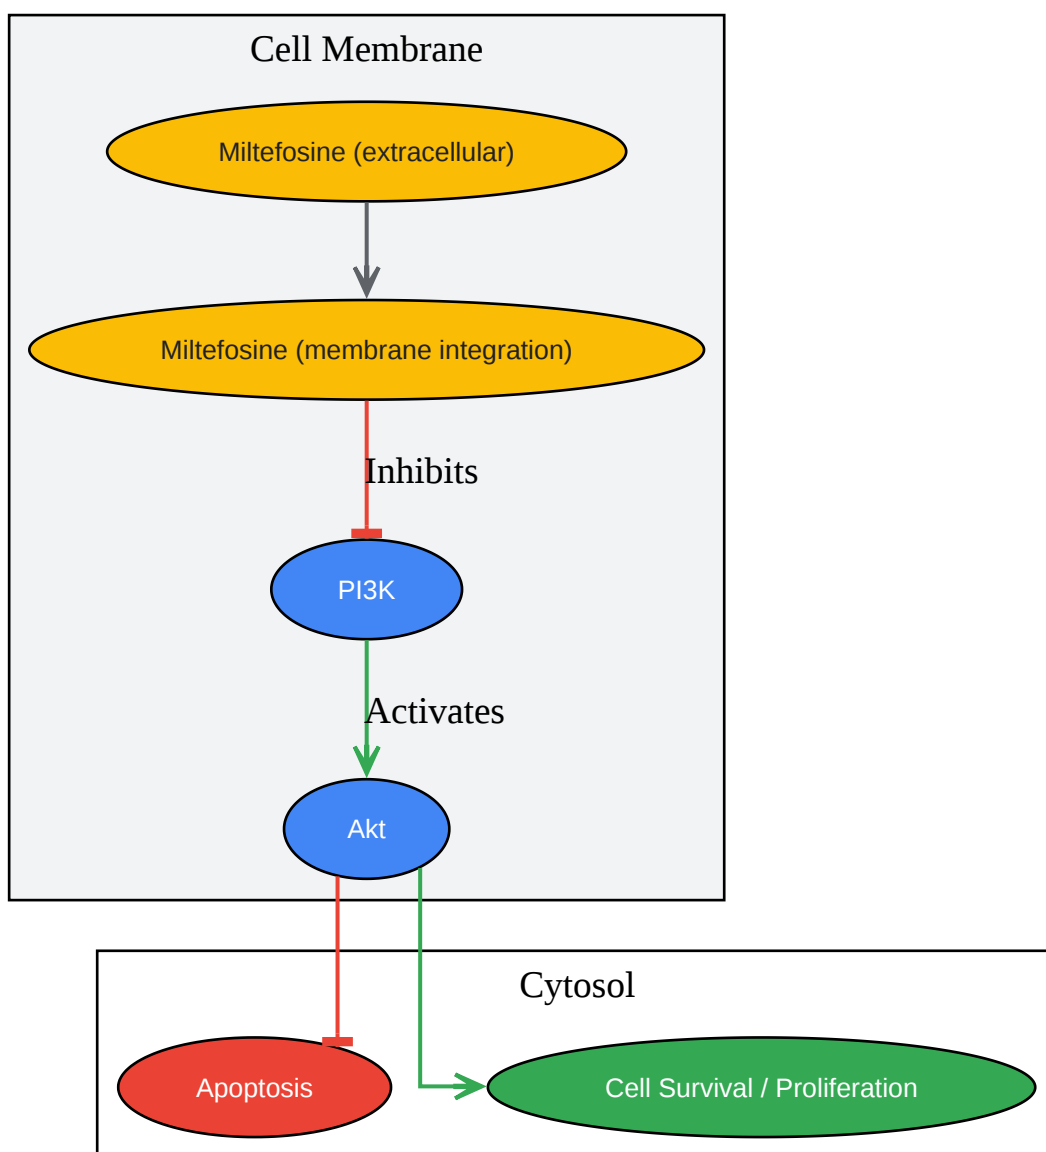 Cell Membrane
Miltefosine (extracellular)
Miltefosine (membrane integration)
Inhibits
PI3K
Activates
Akt
Cytosol
Apoptosis
Cell Survival / Proliferation